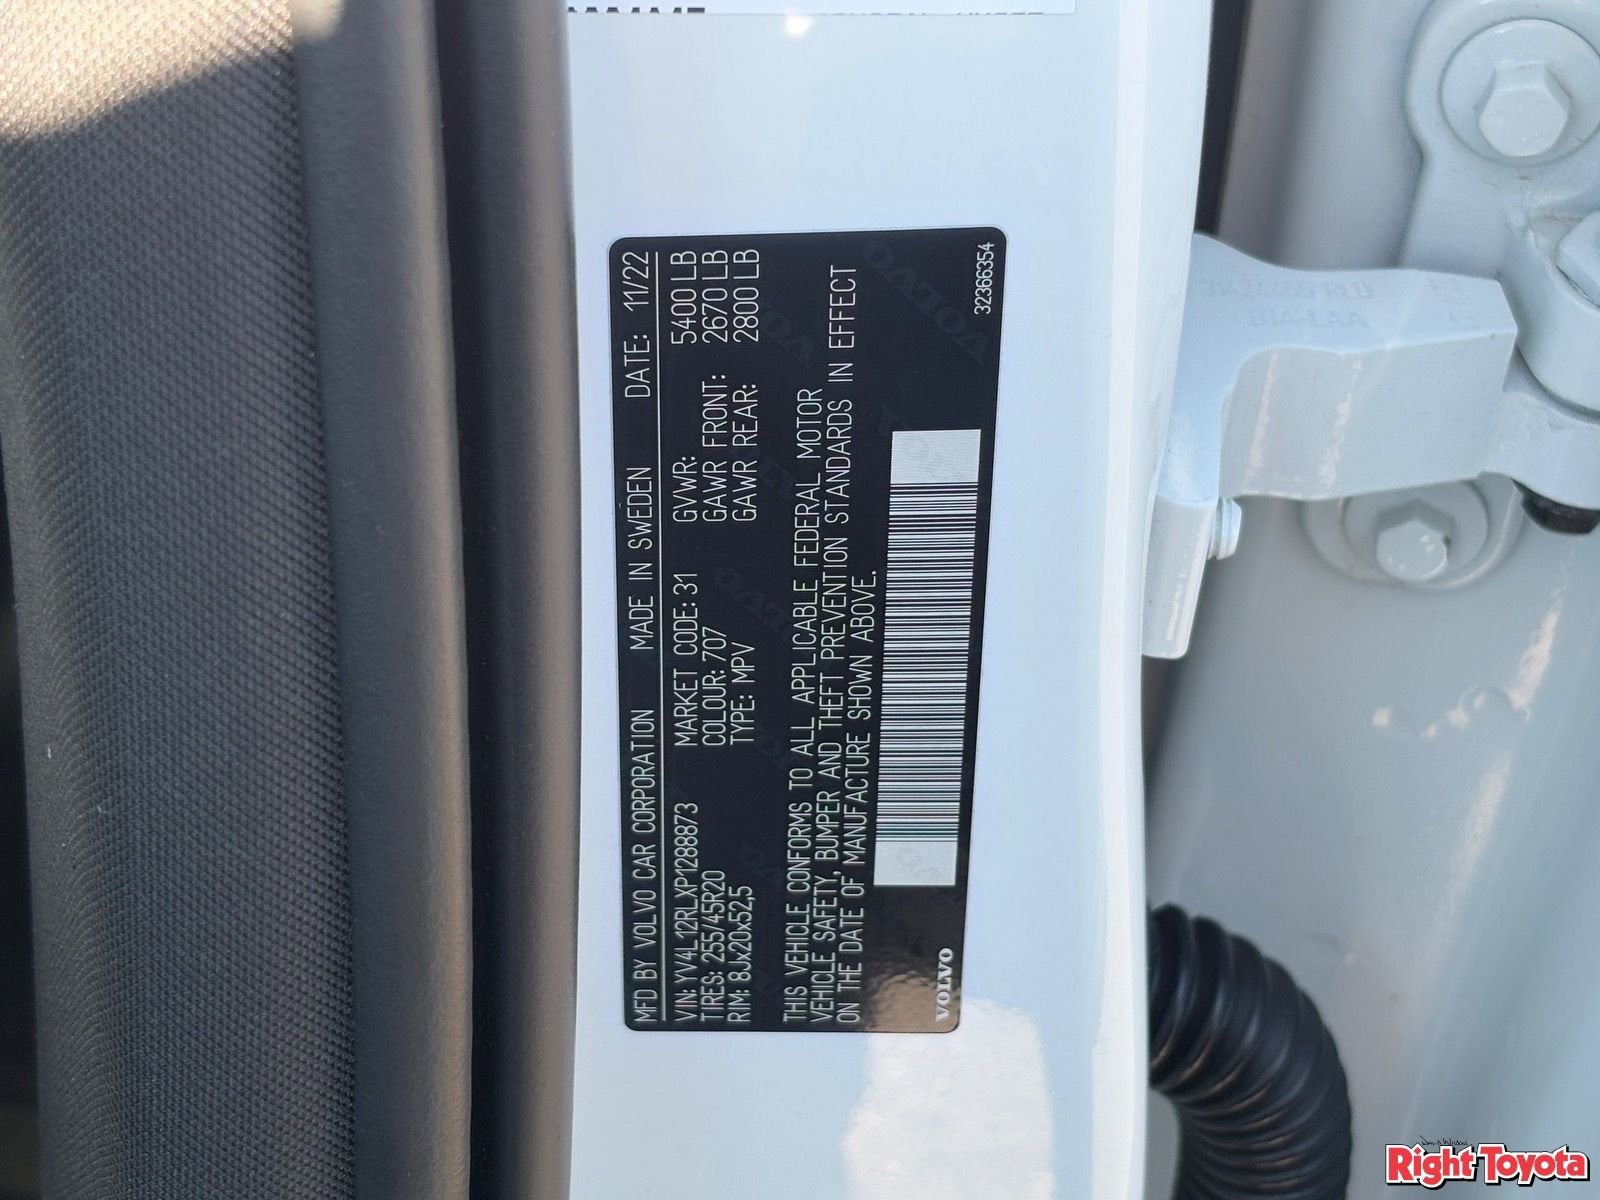 MFD BY VOLVO CAR CORPORATION MADE IN SWEDEN DATE: 11/22
VIN: YV4L12RLXP1288873 MARKET CODE: 31 GVWR: 5400 LB
TIRES: 255/45R20 COLOUR: 707 GAWR FRONT: 2670 LB
RIM: 8Jx20x52,5 TYPE: MPV GAWR REAR: 2800 LB
THIS VEHICLE CONFORMS TO ALL APPLICABLE FEDERAL MOTOR
VEHICLE SAFETY, BUMPER AND THEFT PREVENTION STANDARDS IN EFFECT
ON THE DATE OF MANUFACTURE SHOWN ABOVE.
VOLVO 32366354
Right Toyota